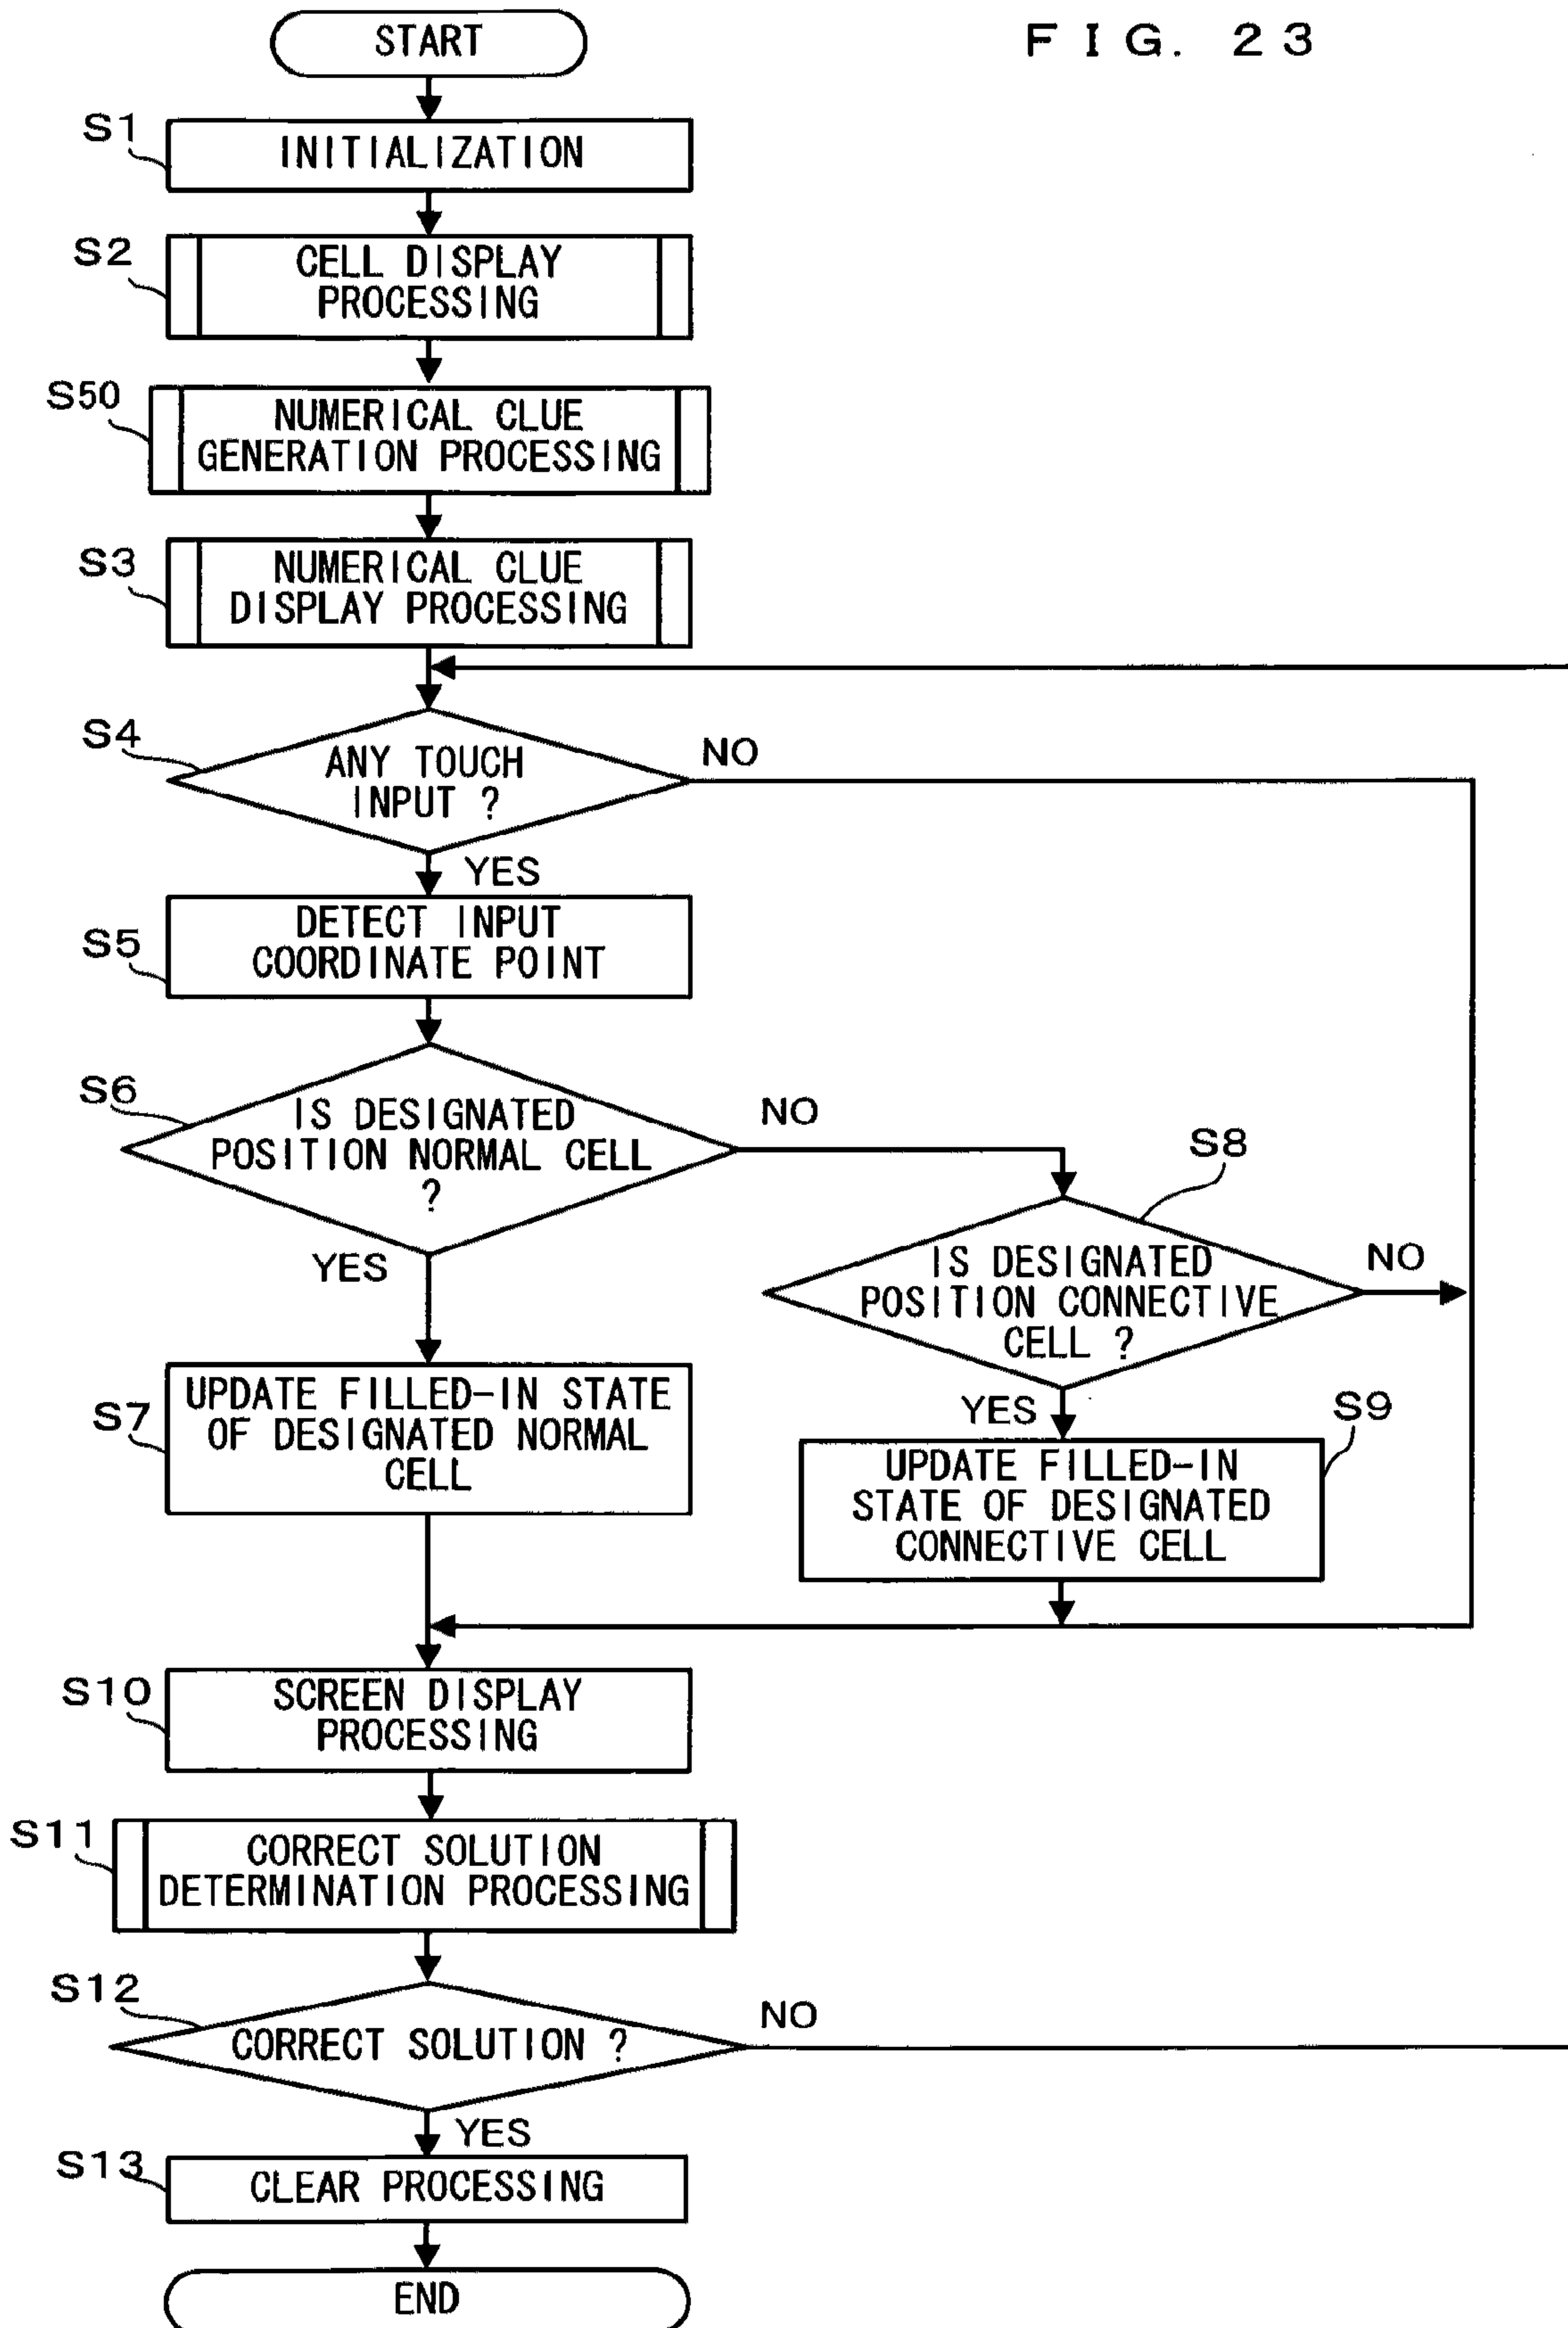 START
FIG. 23
S1
INITIALIZATION
S2
CELL DISPLAY
PROCESSING
S50
NUMERICAL CLUE
GENERATION PROCESSING
S3
NUMERICAL CLUE
DISPLAY PROCESSING
S4
ANY TOUCH
INPUT ?
NO
YES
S5
DETECT INPUT
COORDINATE POINT
S6
IS DESIGNATED
POSITION NORMAL CELL
?
NO
YES
S8
IS DESIGNATED
POSITION CONNECTIVE
CELL ?
NO
YES
S7
UPDATE FILLED-IN STATE
OF DESIGNATED NORMAL
CELL
S9
UPDATE FILLED-IN
STATE OF DESIGNATED
CONNECTIVE CELL
S10
SCREEN DISPLAY
PROCESSING
S11
CORRECT SOLUTION
DETERMINATION PROCESSING
S12
CORRECT SOLUTION ?
NO
YES
S13
CLEAR PROCESSING
END